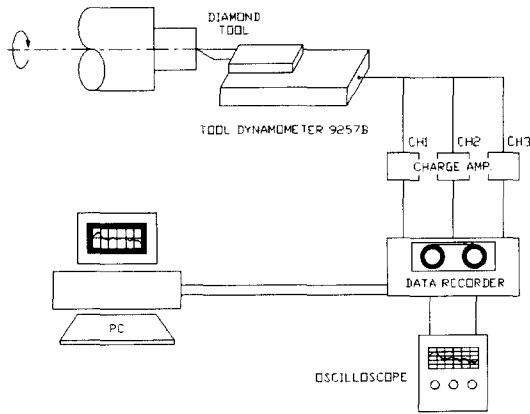 DIAMOND
TOOL
TOOL DYNAMOMETER 9257B
CH1 CH2 CH3
CHARGE AMP.
DATA RECORDER
PC
OSCILLOSCOPE